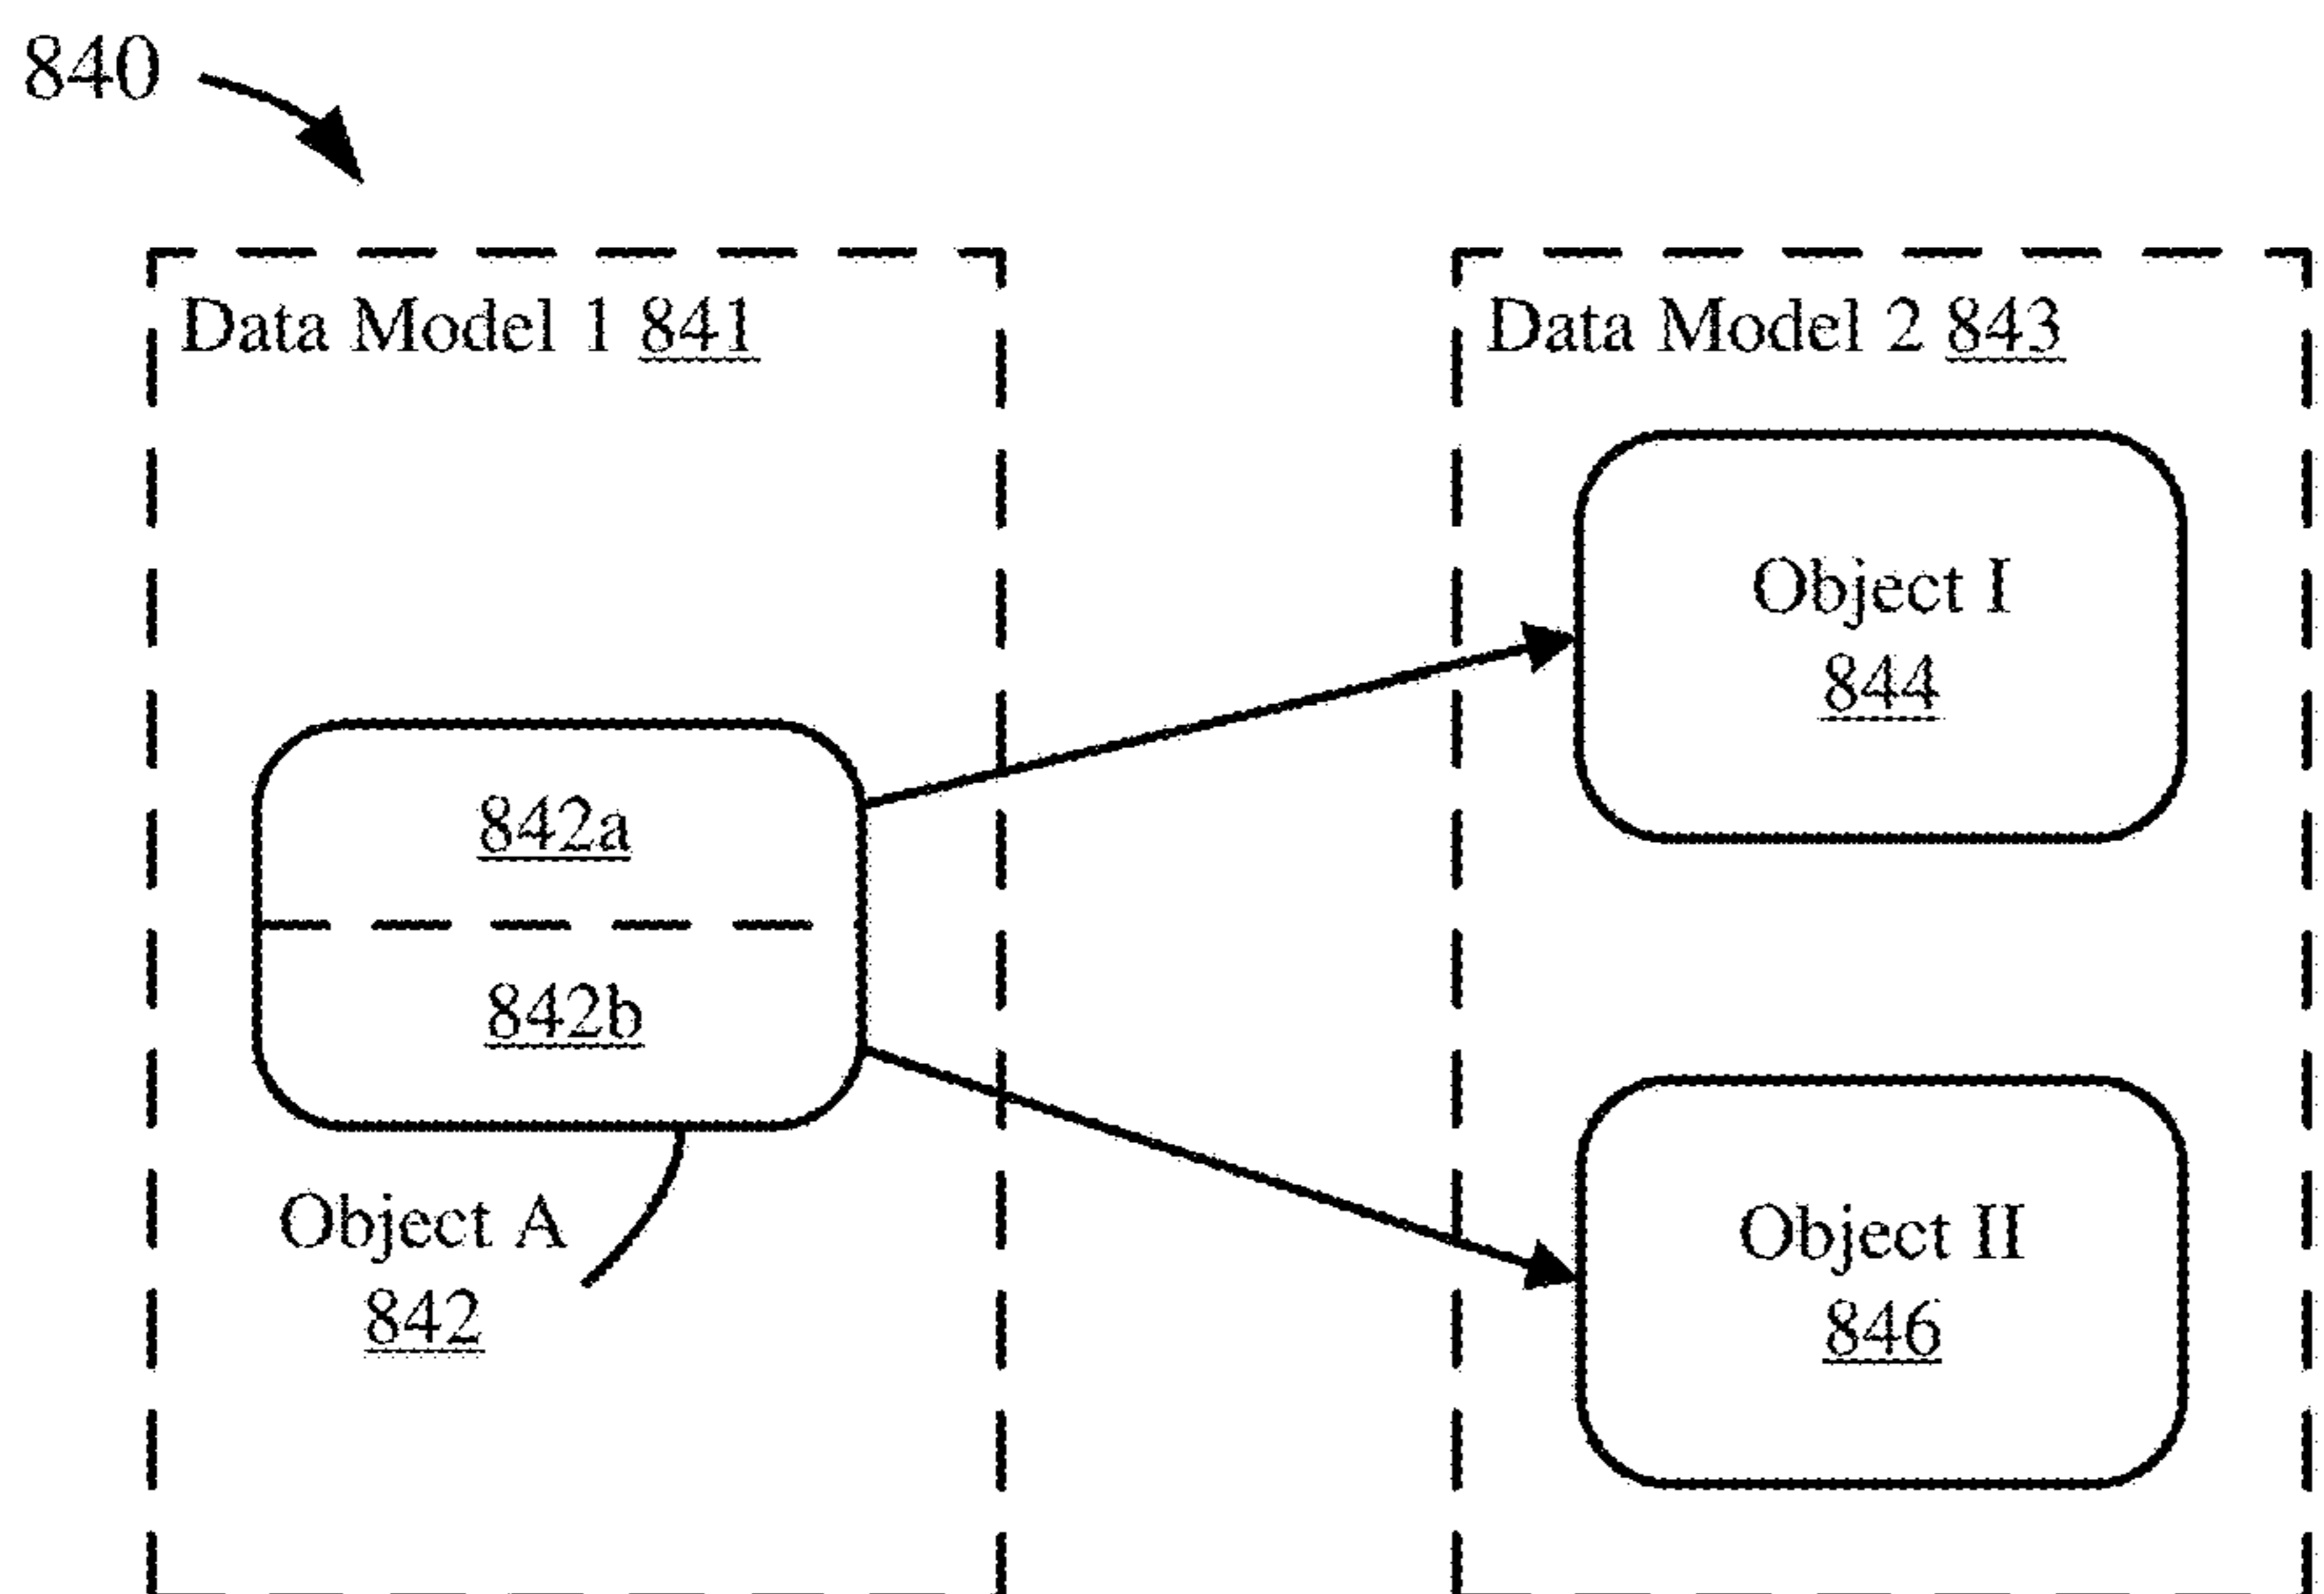 840
Data Model 1 841
842a
842b
Object A
842
Data Model 2 843
Object I
844
Object II
846